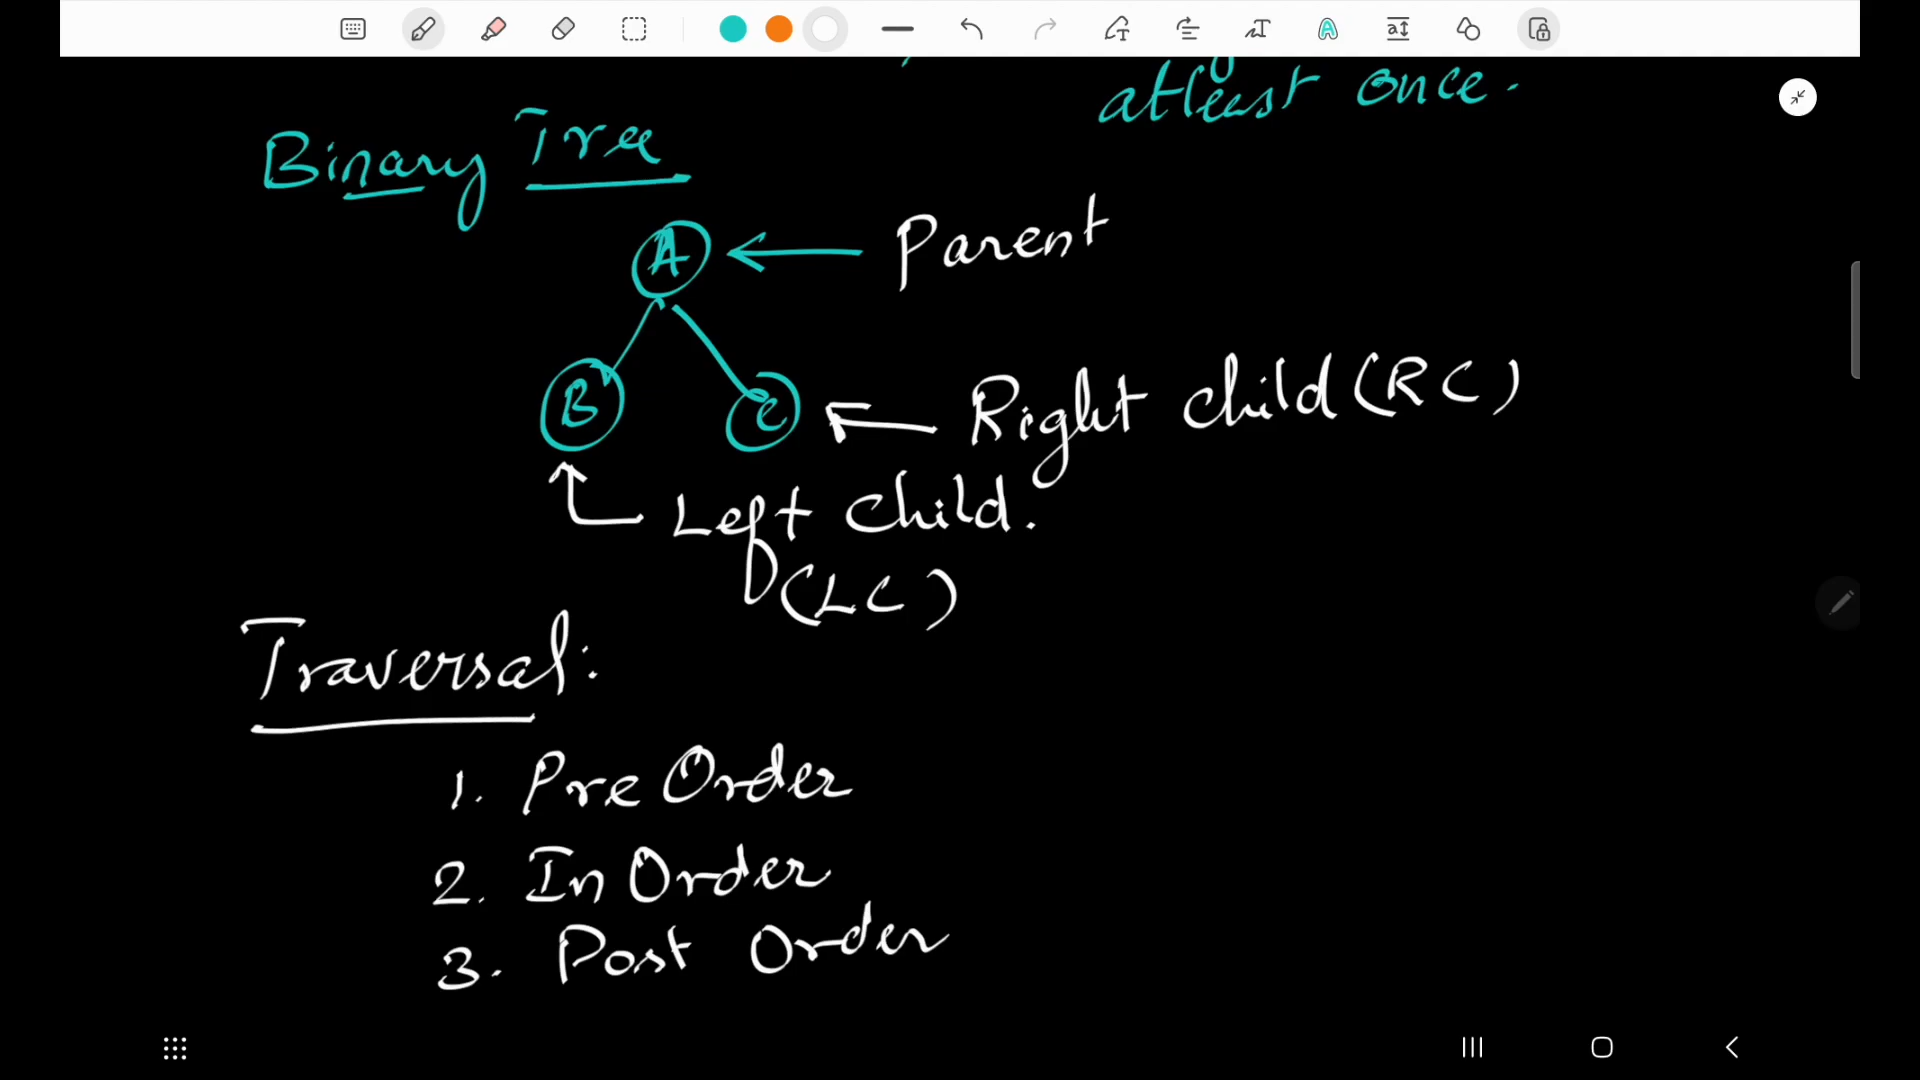 atleast once.
Binary Tree
A ← Parent
B C ← Right child (RC)
Left child.
(LC)
Traversal:
1. Pre Order
2. In Order
3. Post Order